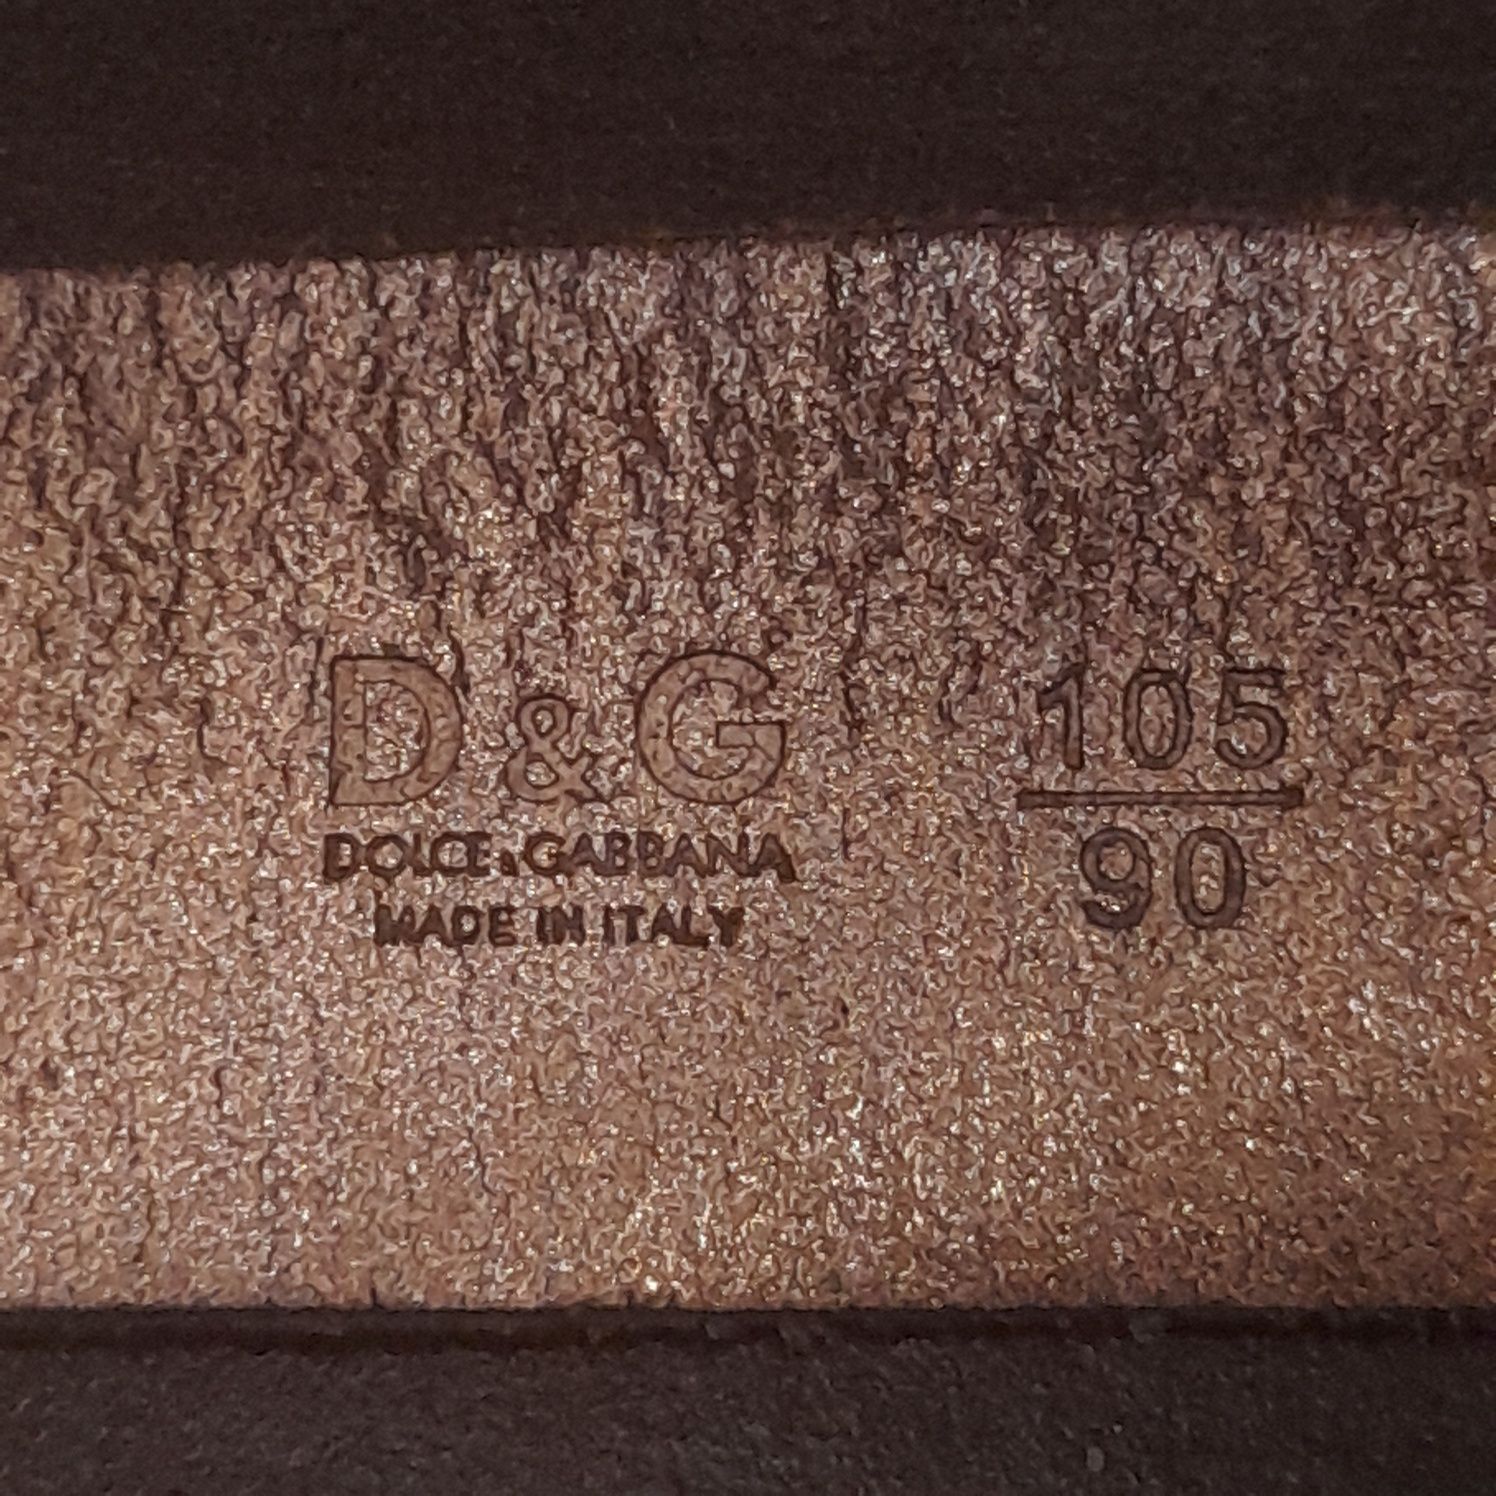 D&G
DOLCE & GABBANA
MADE IN ITALY
105
90